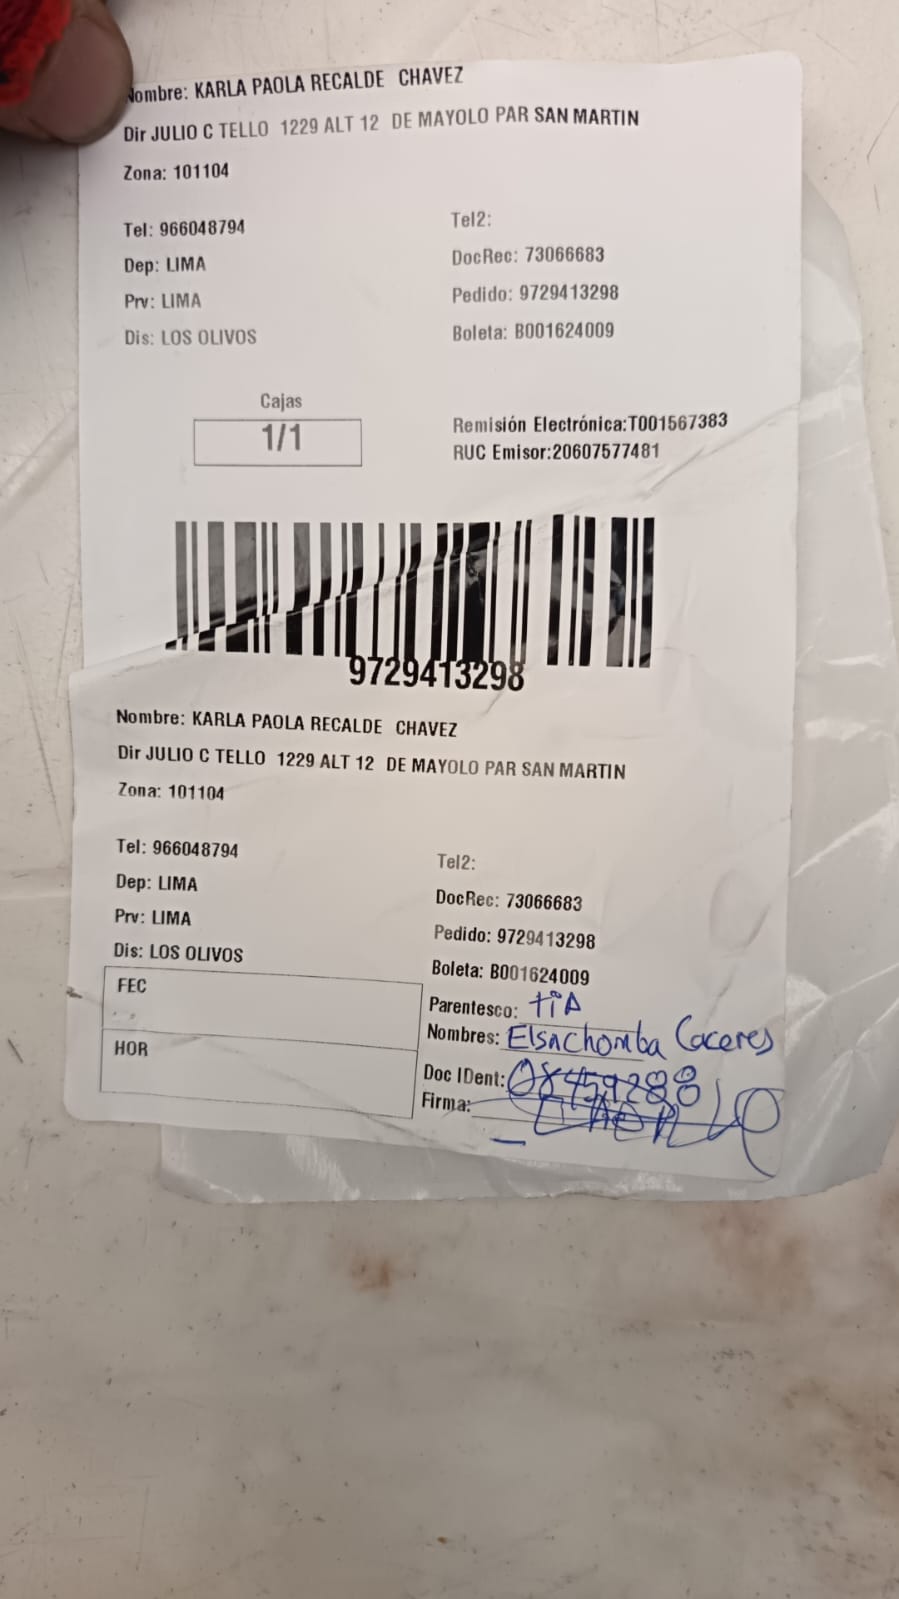 Nombre: KARLA PAOLA RECALDE CHAVEZ
Dir JULIO C TELLO 1229 ALT 12 DE MAYOLO PAR SAN MARTIN
Zona: 101104
Tel: 966048794
Tel2:
Dep: LIMA
DocRec: 73066683
Prv: LIMA
Pedido: 9729413298
Dis: LOS OLIVOS
Boleta: B001624009
Cajas
1/1
Remisión Electrónica:T001567383
RUC Emisor:20607577481
9729413298
Nombre: KARLA PAOLA RECALDE CHAVEZ
Dir JULIO C TELLO 1229 ALT 12 DE MAYOLO PAR SAN MARTIN
Zona: 101104
Tel: 966048794
Tel2:
Dep: LIMA
DocRec: 73066683
Prv: LIMA
Pedido: 9729413298
Dis: LOS OLIVOS
Boleta: B001624009
FEC
Parentesco: tiA
Nombres: Elsa Chomba Caceres
HOR
Doc IDent: 08459288
Firma: